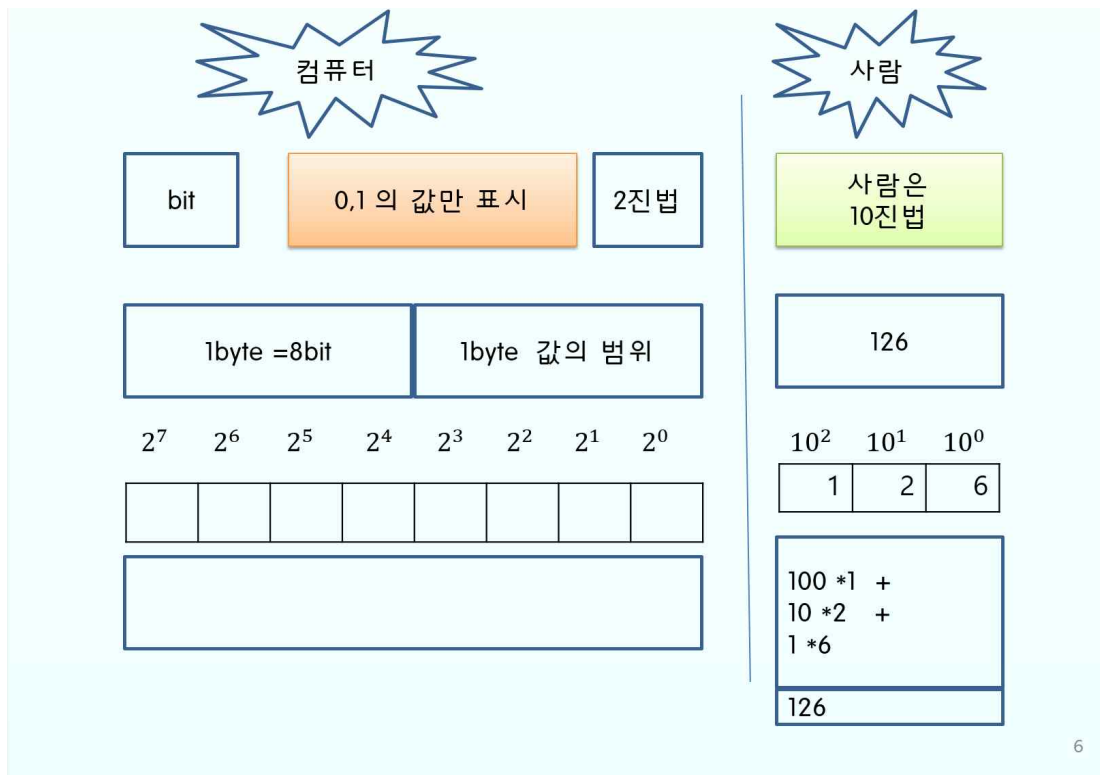 컴퓨터
사람
bit
0,1 의 값만 표시
2진법
사람은
10진법
1byte =8bit
1byte 값의 범위
126
2⁷ 2⁶ 2⁵ 2⁴ 2³ 2² 2¹ 2⁰
10² 10¹ 10⁰
1 2 6
100 *1 +
10 *2 +
1 *6
126
6